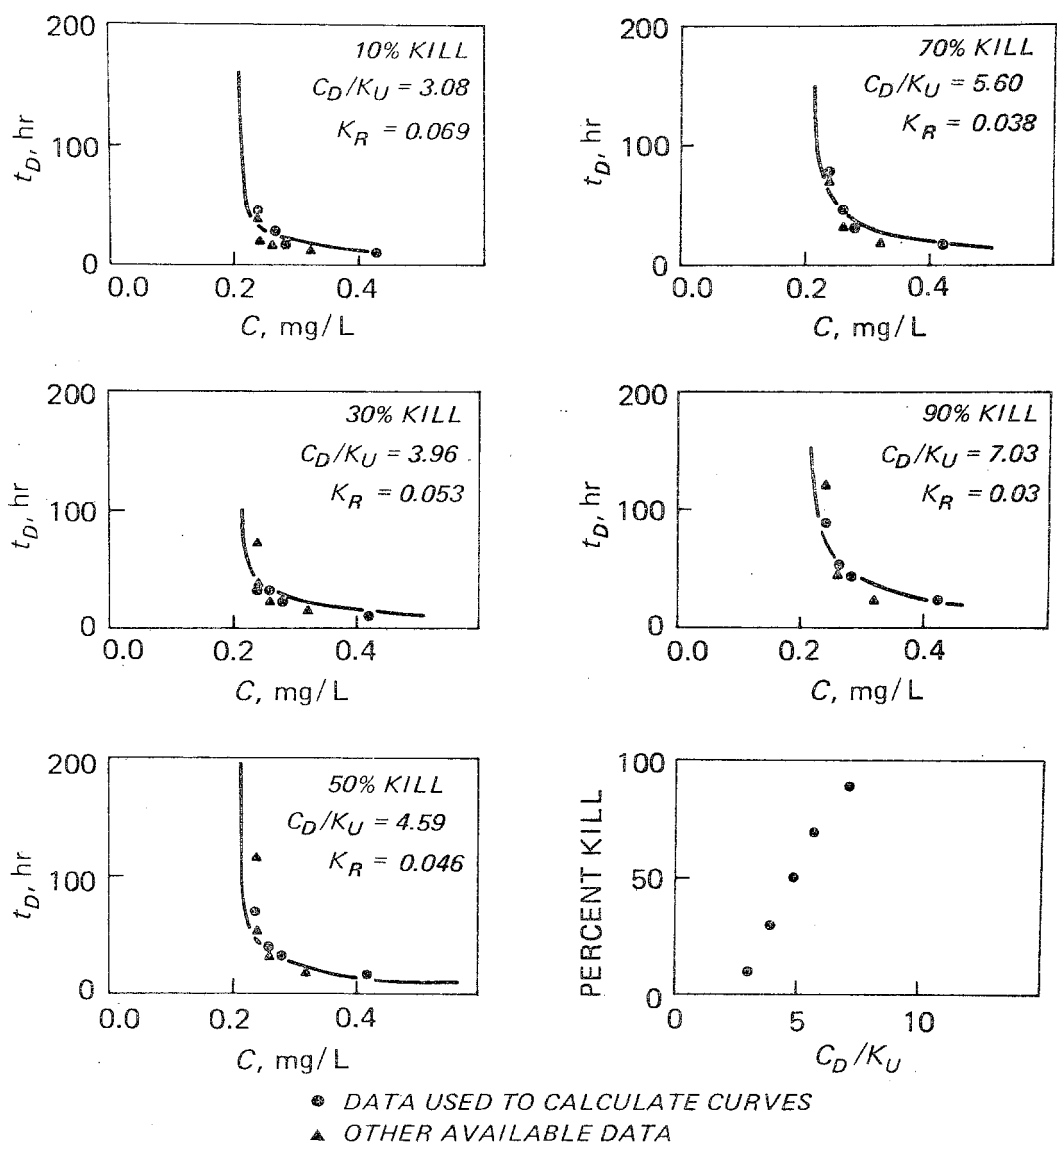 200
10% KILL
C_D/K_U = 3.08
K_R = 0.069
100
0
t_D, hr
0.0 0.2 0.4
C, mg/L
200
70% KILL
C_D/K_U = 5.60
K_R = 0.038
100
0
t_D, hr
0.0 0.2 0.4
C, mg/L
200
30% KILL
C_D/K_U = 3.96
K_R = 0.053
100
0
t_D, hr
0.0 0.2 0.4
C, mg/L
200
90% KILL
C_D/K_U = 7.03
K_R = 0.03
100
0
t_D, hr
0.0 0.2 0.4
C, mg/L
200
50% KILL
C_D/K_U = 4.59
K_R = 0.046
100
0
t_D, hr
0.0 0.2 0.4
C, mg/L
100
50
0
PERCENT KILL
0 5 10
C_D/K_U
DATA USED TO CALCULATE CURVES
OTHER AVAILABLE DATA